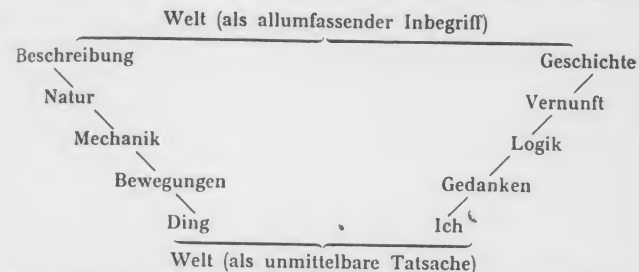 Welt (als allumfassender Inbegriff)
Beschreibung Geschichte
Natur Vernunft
Mechanik Logik
Bewegungen Gedanken
Ding Ich
Welt (als unmittelbare Tatsache)